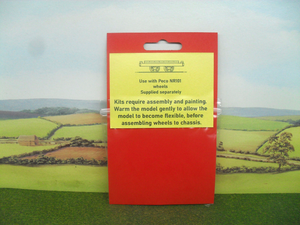 Use with Peco NR101
wheels
Supplied separately
Kits require assembly and painting.
Warm the model gently to allow the
model to become flexible, before
assembling wheels to chassis.